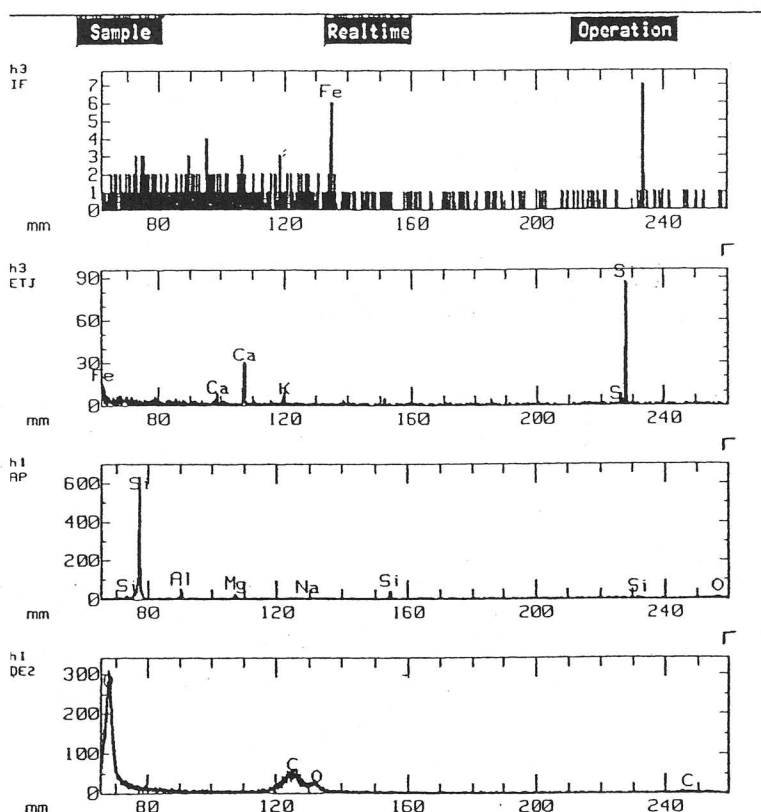 Sample Realtime Operation
h3
IF
7
6
5
4
3
2
1
0
Fe
mm 80 120 160 200 240
h3
ETJ
90
60
30
0
Fe Ca Ca K Si Si
mm 80 120 160 200 240
h1
AP
600
400
200
0
Si Si Al Mg Na Si Si O
mm 80 120 160 200 240
h1
DE2
300
200
100
0
C O C
mm 80 120 160 200 240